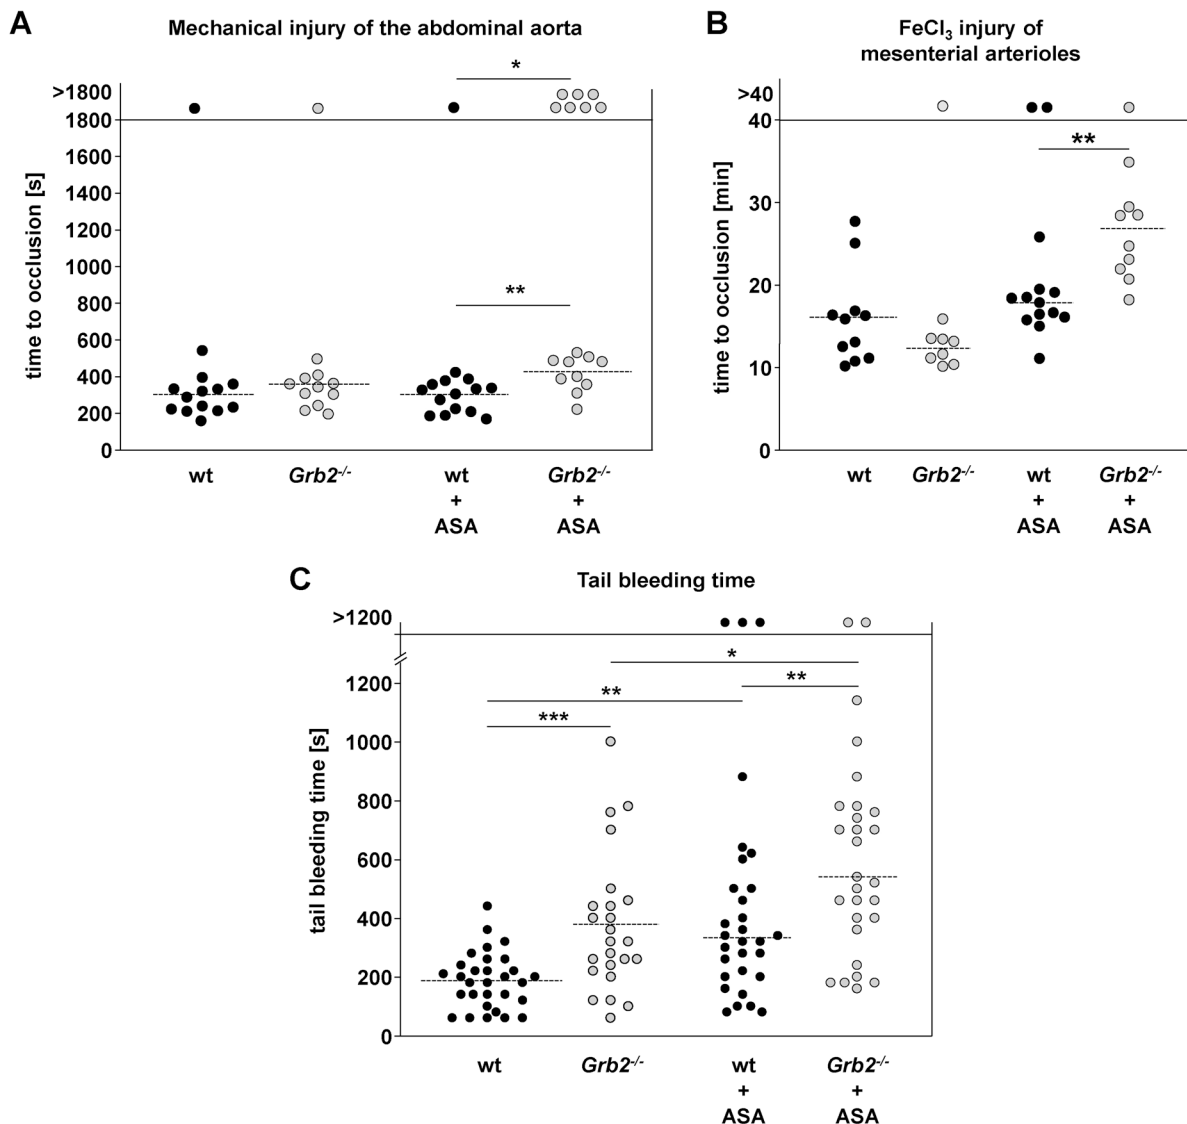 A
Mechanical injury of the abdominal aorta
time to occlusion [s]
>1800
1800
1600
1400
1200
1000
800
600
400
200
0
*
**
wt
Grb2-/-
wt
+
ASA
Grb2-/-
+
ASA
B
FeCl3 injury of
mesenterial arterioles
time to occlusion [min]
>40
40
30
20
10
0
**
wt
Grb2-/-
wt
+
ASA
Grb2-/-
+
ASA
C
Tail bleeding time
tail bleeding time [s]
>1200
1200
1000
800
600
400
200
0
*
**
**
***
wt
Grb2-/-
wt
+
ASA
Grb2-/-
+
ASA